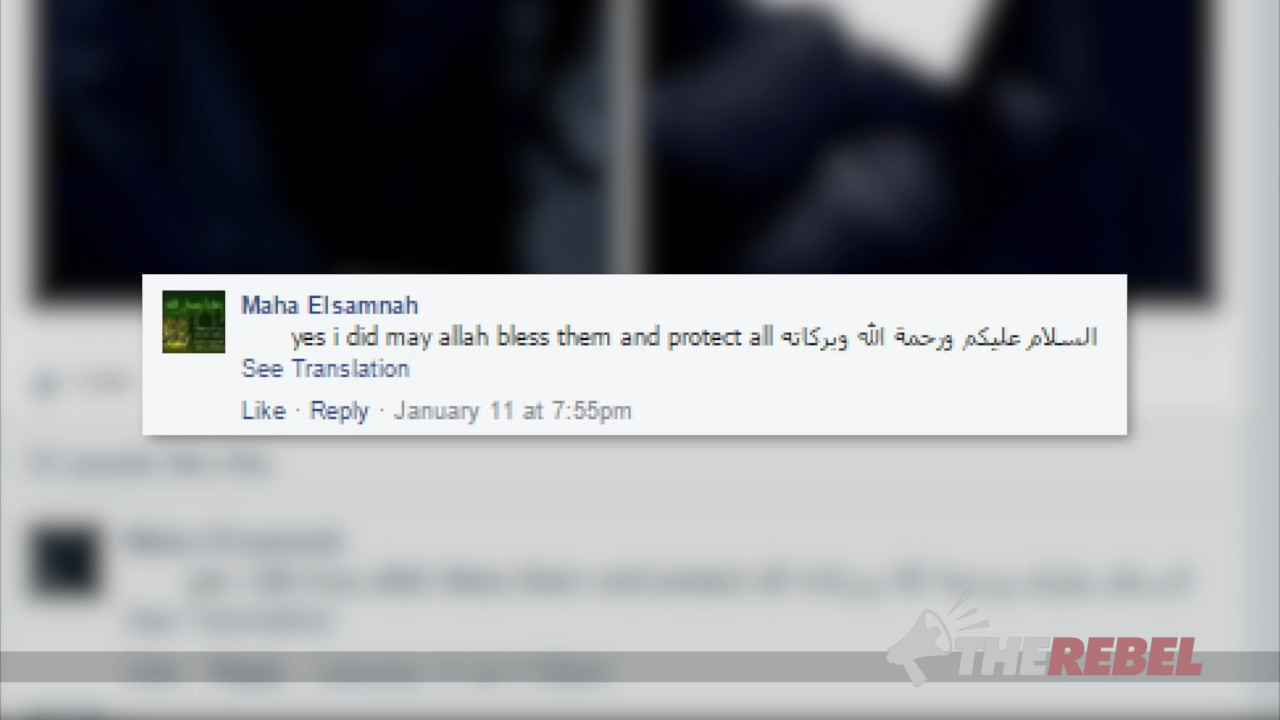 Maha Elsamnah
yes i did may allah bless them and protect all السلام عليكم ورحمة الله وبركاته
See Translation
Like · Reply · January 11 at 7:55pm
THEREBEL